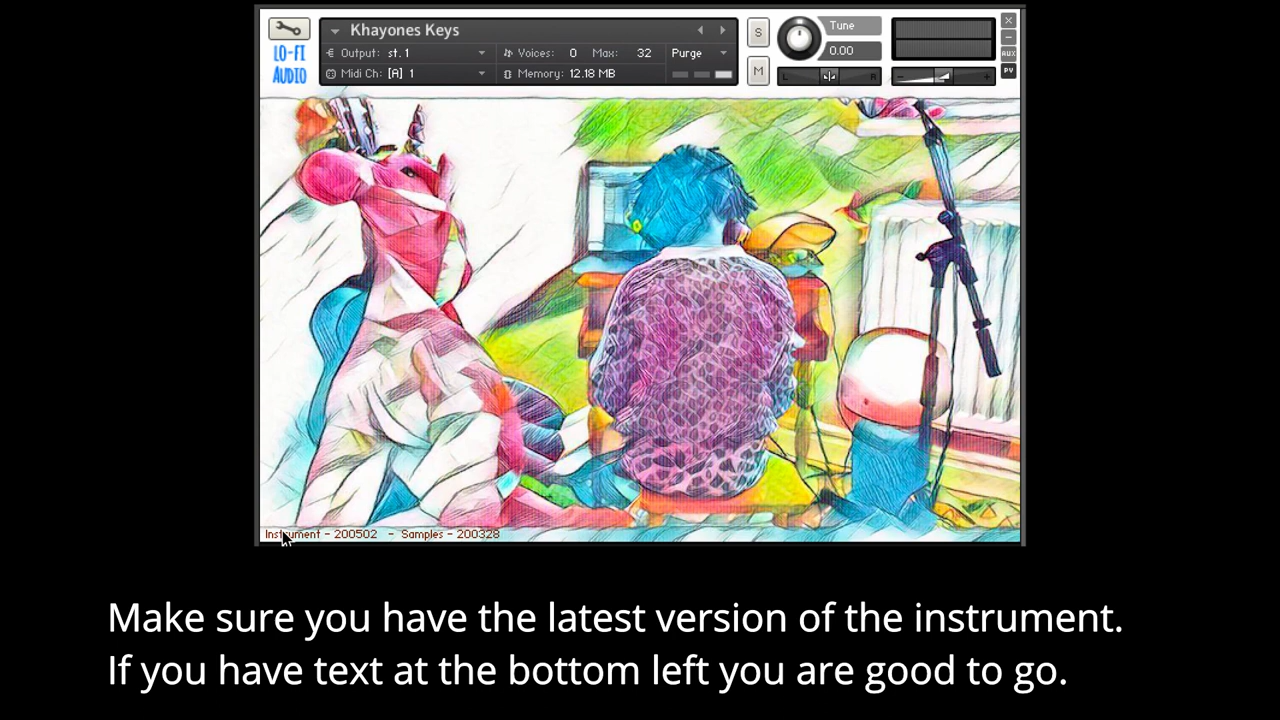 Khayones Keys
S
Tune
LO-FI
AUDIO
Output: st. 1
Voices: 0 Max: 32
Purge
0.00
Midi Ch: [A] 1
Memory: 12.18 MB
M
L R
- +
×
-
AUX
PV
Instrument - 200502 - Samples - 200328
Make sure you have the latest version of the instrument.
If you have text at the bottom left you are good to go.